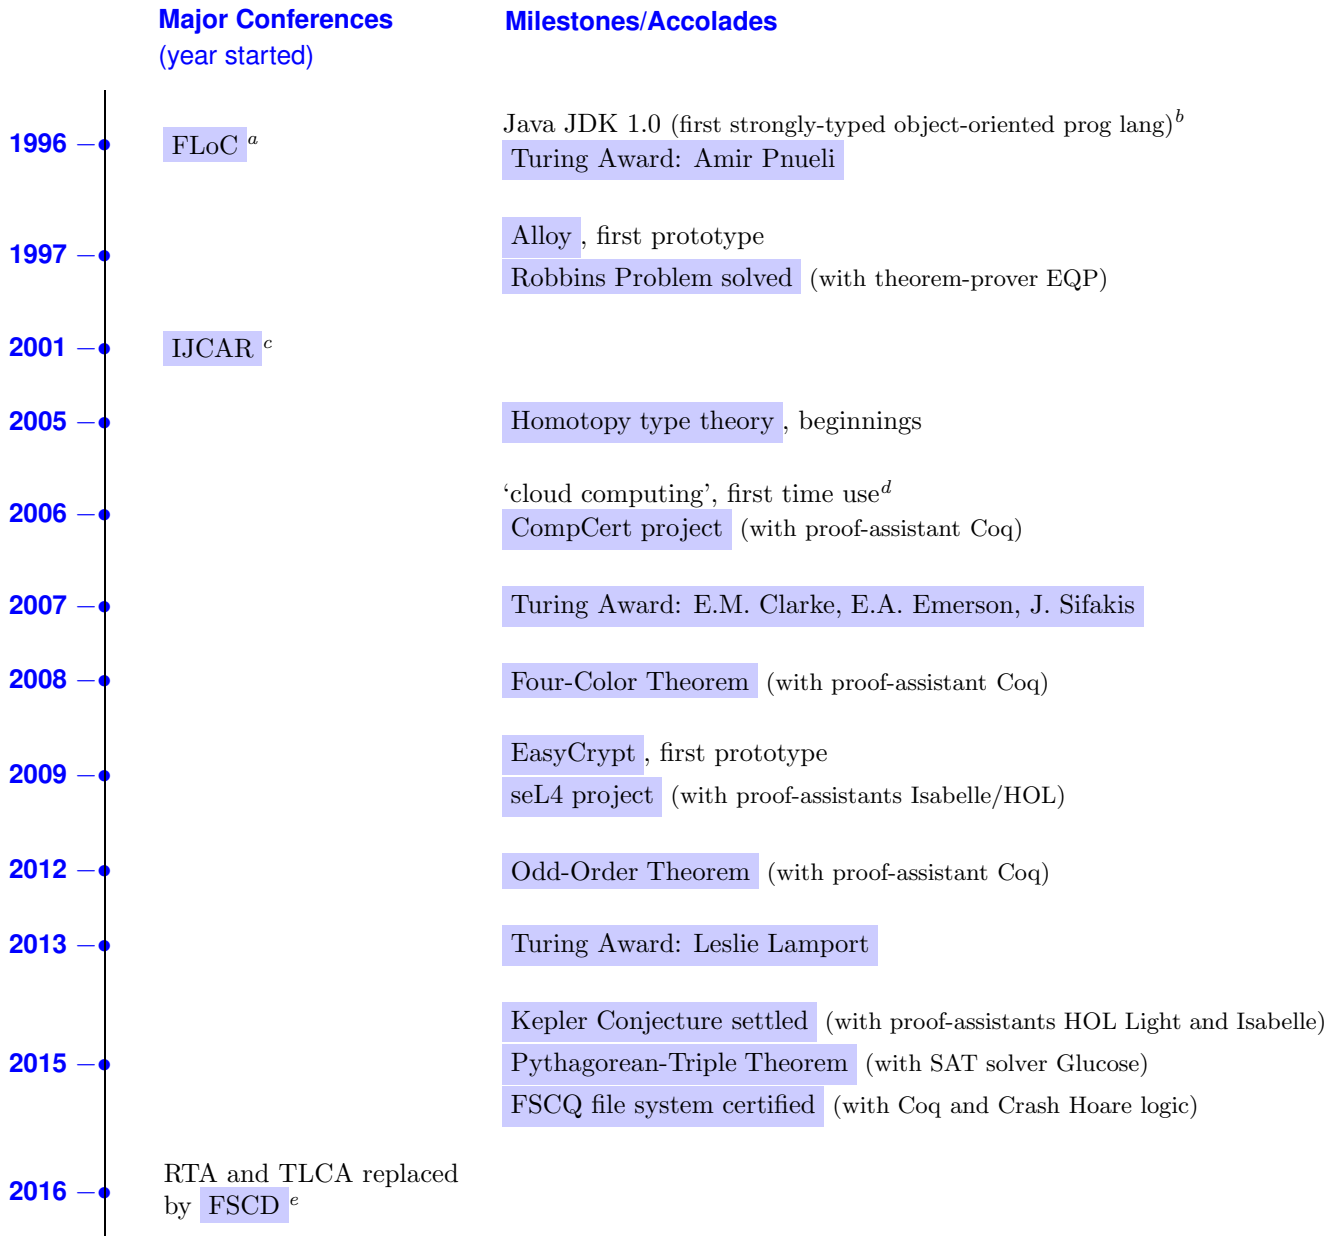 Major Conferences Milestones/Accolades
(year started)
Java JDK 1.0 (first strongly-typed object-oriented prog lang)b
1996 FLoC a
Turing Award: Amir Pnueli
Alloy , first prototype
1997
Robbins Problem solved (with theorem-prover EQP)
2001 IJCAR c
2005 Homotopy type theory , beginnings
‘cloud computing’, first time used
2006
CompCert project (with proof-assistant Coq)
2007 Turing Award: E.M. Clarke, E.A. Emerson, J. Sifakis
2008 Four-Color Theorem (with proof-assistant Coq)
EasyCrypt , first prototype
2009
seL4 project (with proof-assistants Isabelle/HOL)
2012 Odd-Order Theorem (with proof-assistant Coq)
2013 Turing Award: Leslie Lamport
Kepler Conjecture settled (with proof-assistants HOL Light and Isabelle)
2015 Pythagorean-Triple Theorem (with SAT solver Glucose)
FSCQ file system certified (with Coq and Crash Hoare logic)
RTA and TLCA replaced
2016
by FSCD e